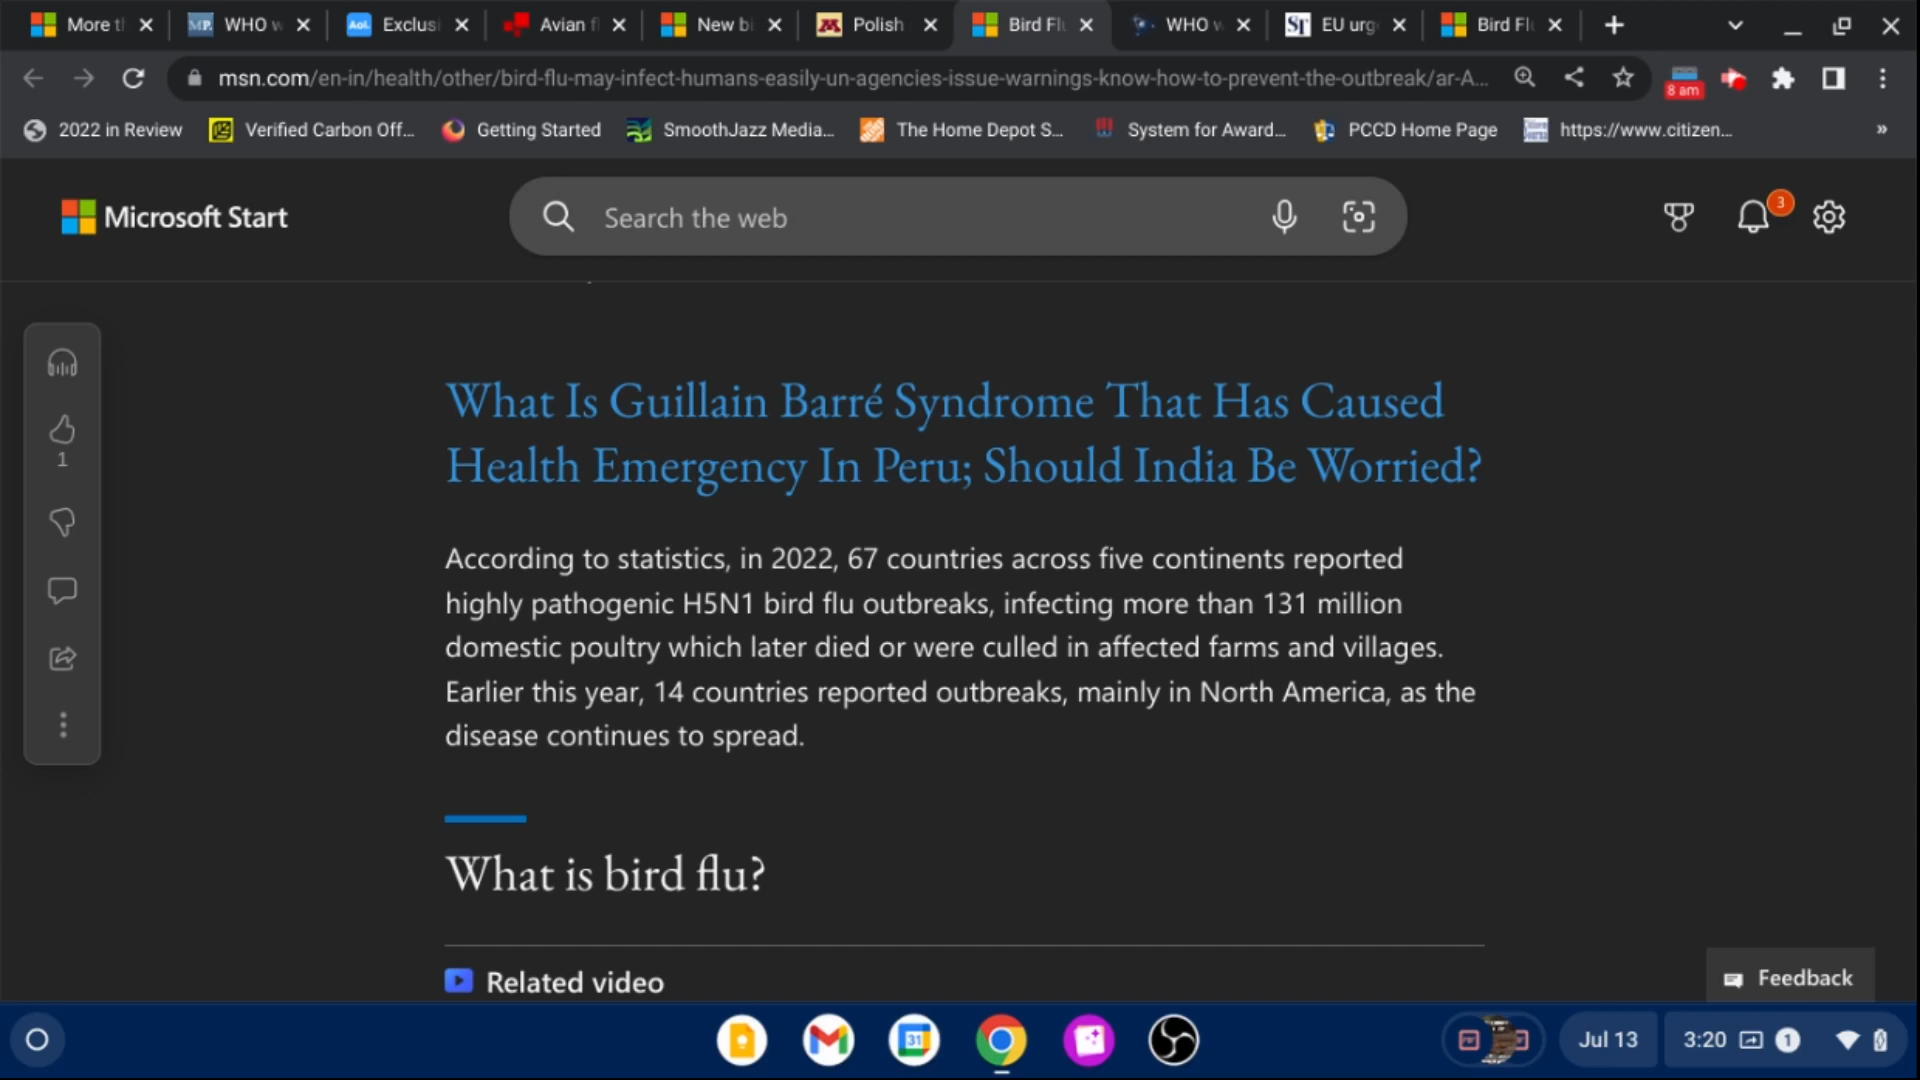 More t
WHO w
Exclusi
Avian f
New bi
Polish
Bird Fl
WHO w
EU urg
Bird Fl
msn.com/en-in/health/other/bird-flu-may-infect-humans-easily-un-agencies-issue-warnings-know-how-to-prevent-the-outbreak/ar-A...
8 am
2022 in Review
Verified Carbon Off...
Getting Started
SmoothJazz Media...
The Home Depot S...
System for Award...
PCCD Home Page
https://www.citizen...
»
Microsoft Start
Search the web
3
1
What Is Guillain Barré Syndrome That Has Caused
Health Emergency In Peru; Should India Be Worried?
According to statistics, in 2022, 67 countries across five continents reported
highly pathogenic H5N1 bird flu outbreaks, infecting more than 131 million
domestic poultry which later died or were culled in affected farms and villages.
Earlier this year, 14 countries reported outbreaks, mainly in North America, as the
disease continues to spread.
What is bird flu?
Related video
Feedback
31
Jul 13
3:20
1